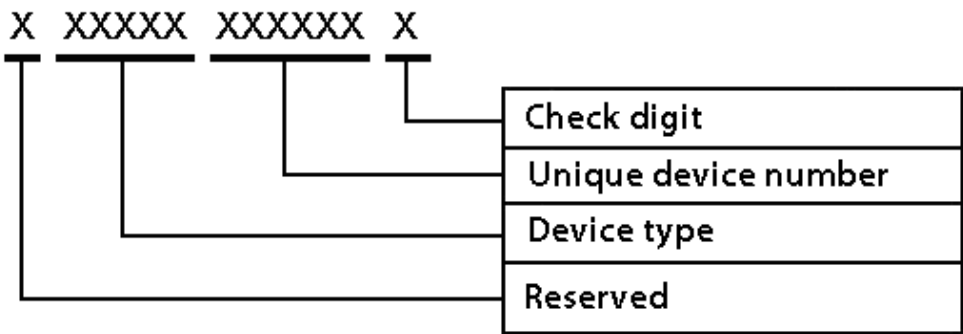 X XXXXX XXXXXX X
Check digit
Unique device number
Device type
Reserved